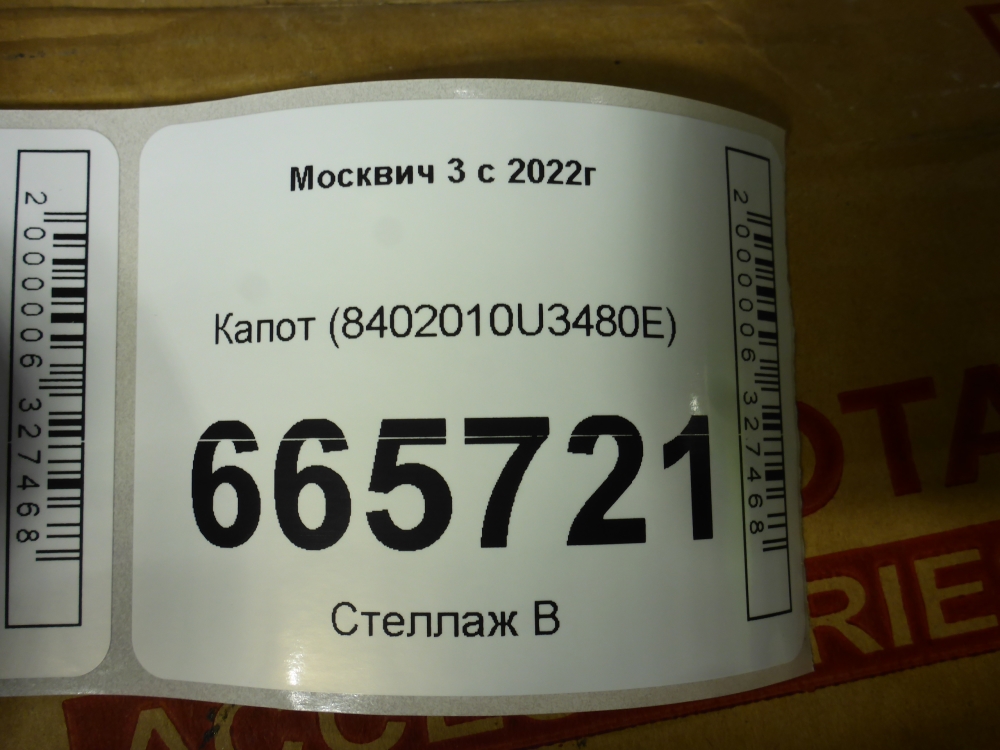 2000006327468
Москвич 3 с 2022г
Капот (8402010U3480E)
665721
Стеллаж В
2000006327468